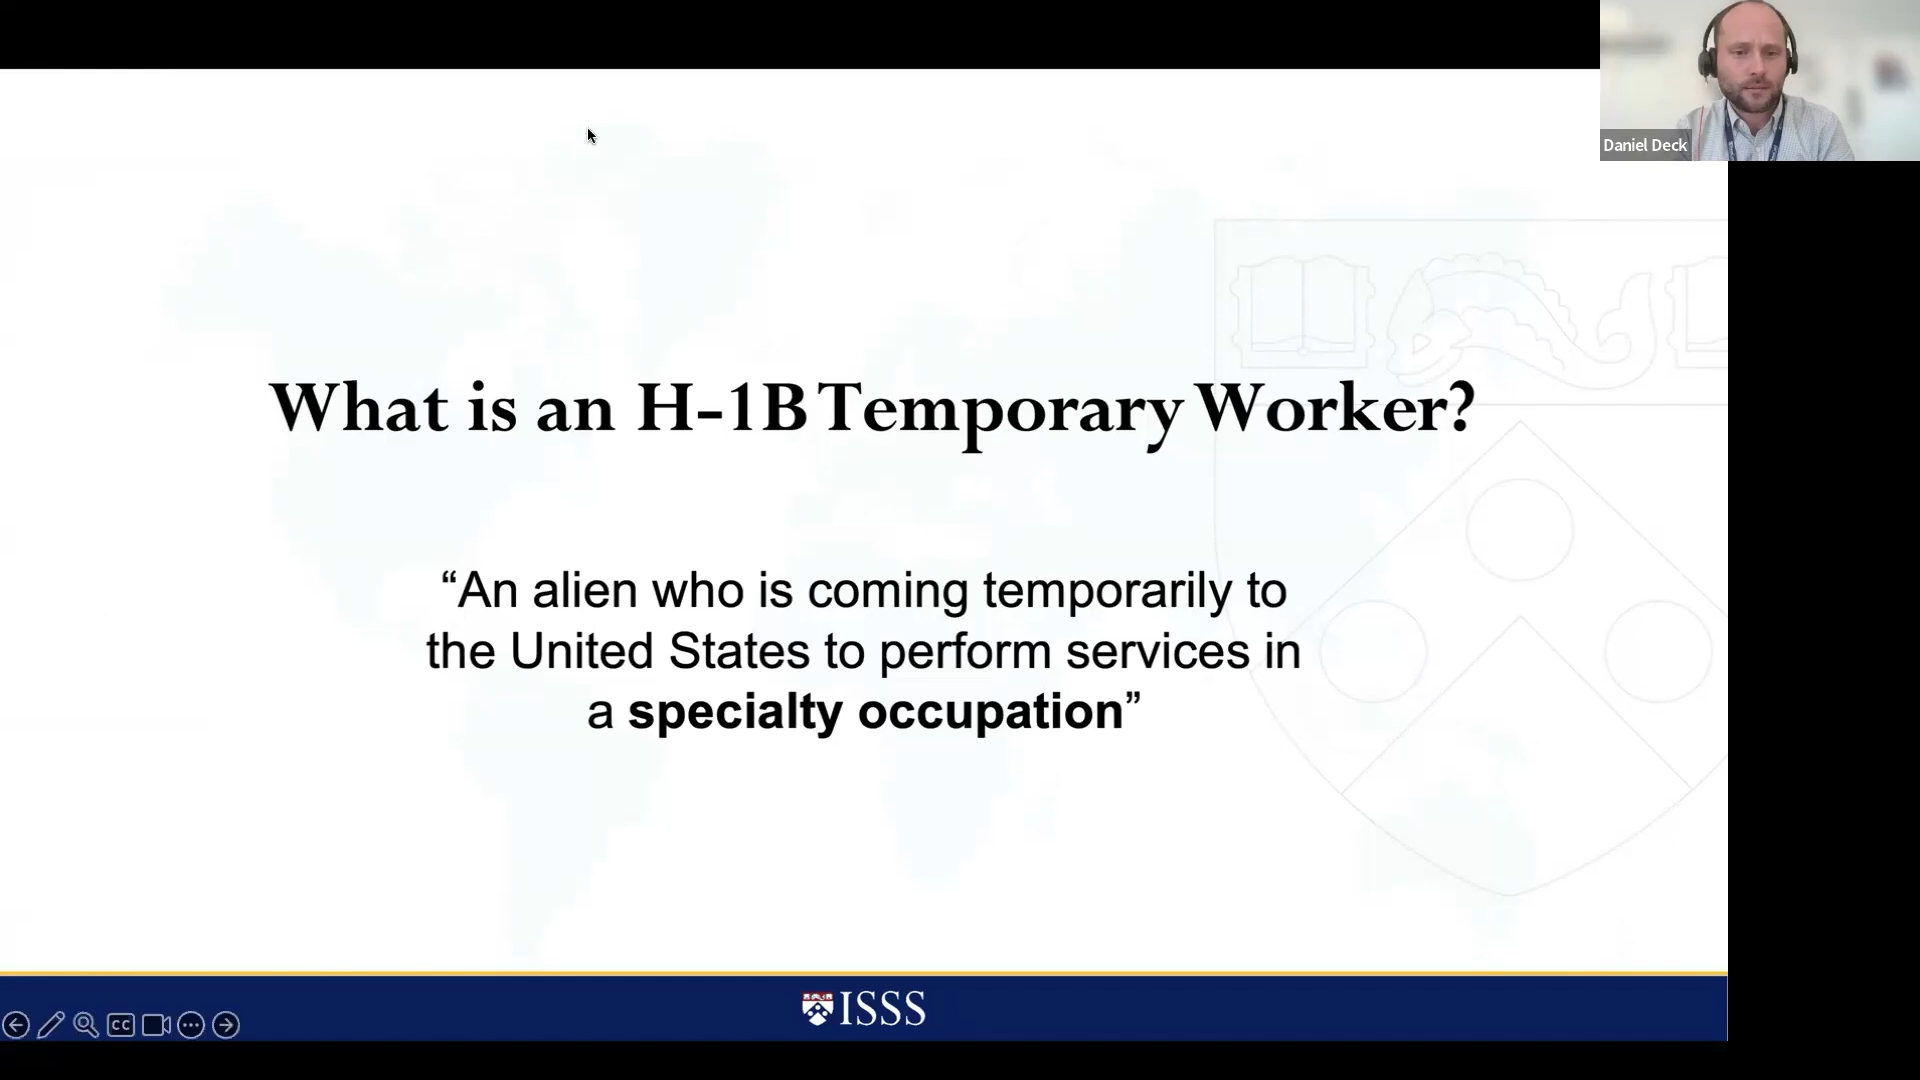 Daniel Deck
What is an H-1B Temporary Worker?
“An alien who is coming temporarily to
the United States to perform services in
a specialty occupation”
CC
ISSS